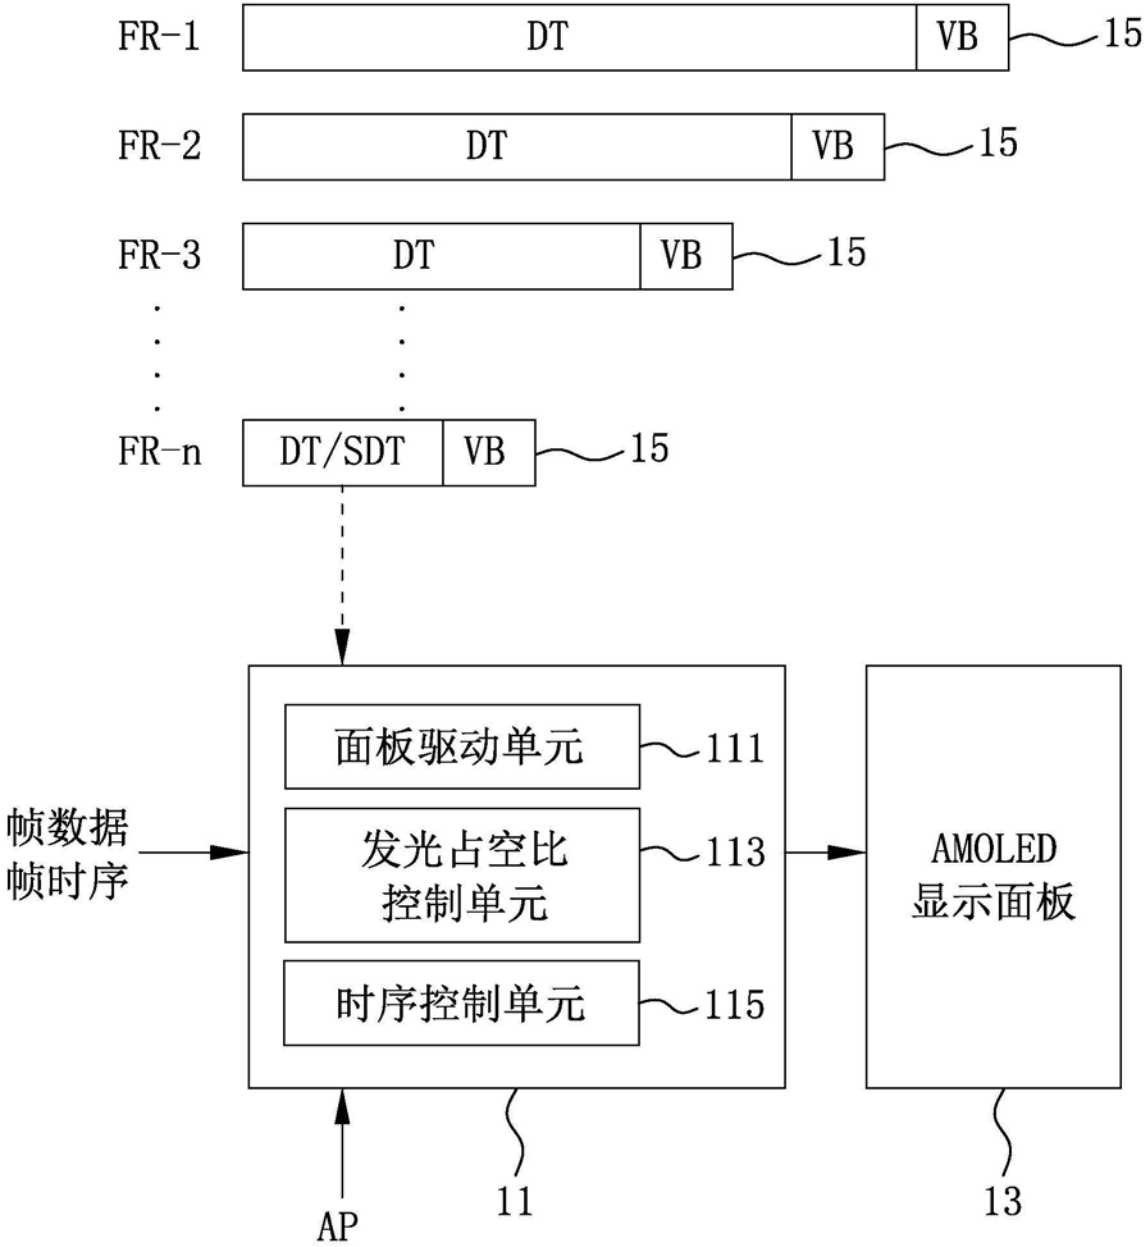 FR-1 DT VB 15
FR-2 DT VB 15
FR-3 DT VB 15
FR-n DT/SDT VB 15
面板驱动单元 111
帧数据
帧时序
发光占空比
控制单元
113
时序控制单元 115
AMOLED
显示面板
11
13
AP